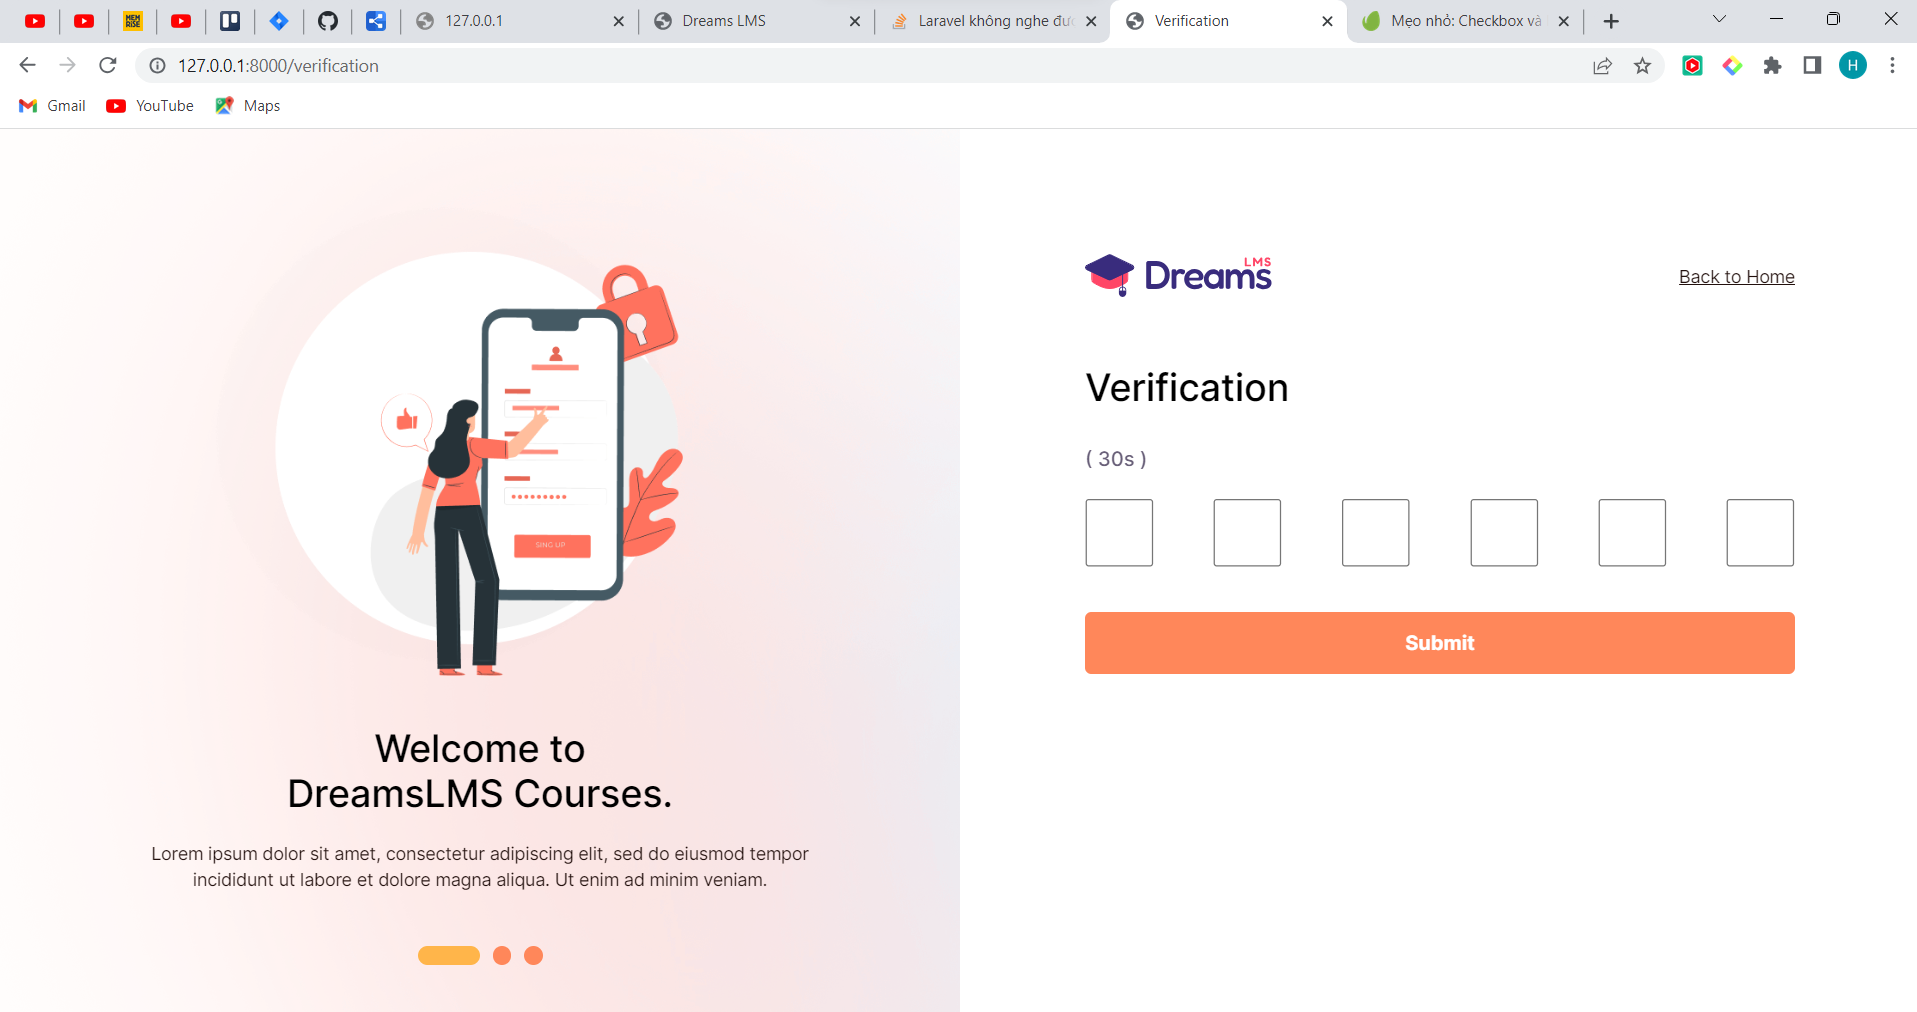 127.0.0.1
Dreams LMS
Laravel không nghe đượ
Verification
Mẹo nhỏ: Checkbox và
127.0.0.1:8000/verification
H
Gmail
YouTube
Maps
MEM
RISE
SING UP
Welcome to
DreamsLMS Courses.
Lorem ipsum dolor sit amet, consectetur adipiscing elit, sed do eiusmod tempor
incididunt ut labore et dolore magna aliqua. Ut enim ad minim veniam.
Dreams LMS
Back to Home
Verification
( 30s )
Submit